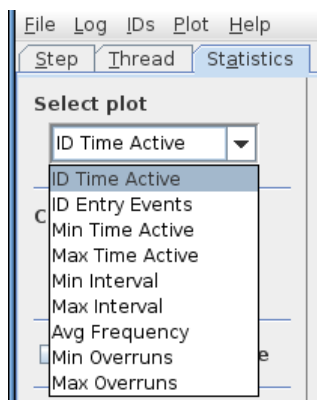 File Log IDs Plot Help
Step Thread Statistics
Select plot
ID Time Active
ID Time Active
ID Entry Events
Min Time Active
Max Time Active
Min Interval
Max Interval
Avg Frequency
Min Overruns
Max Overruns